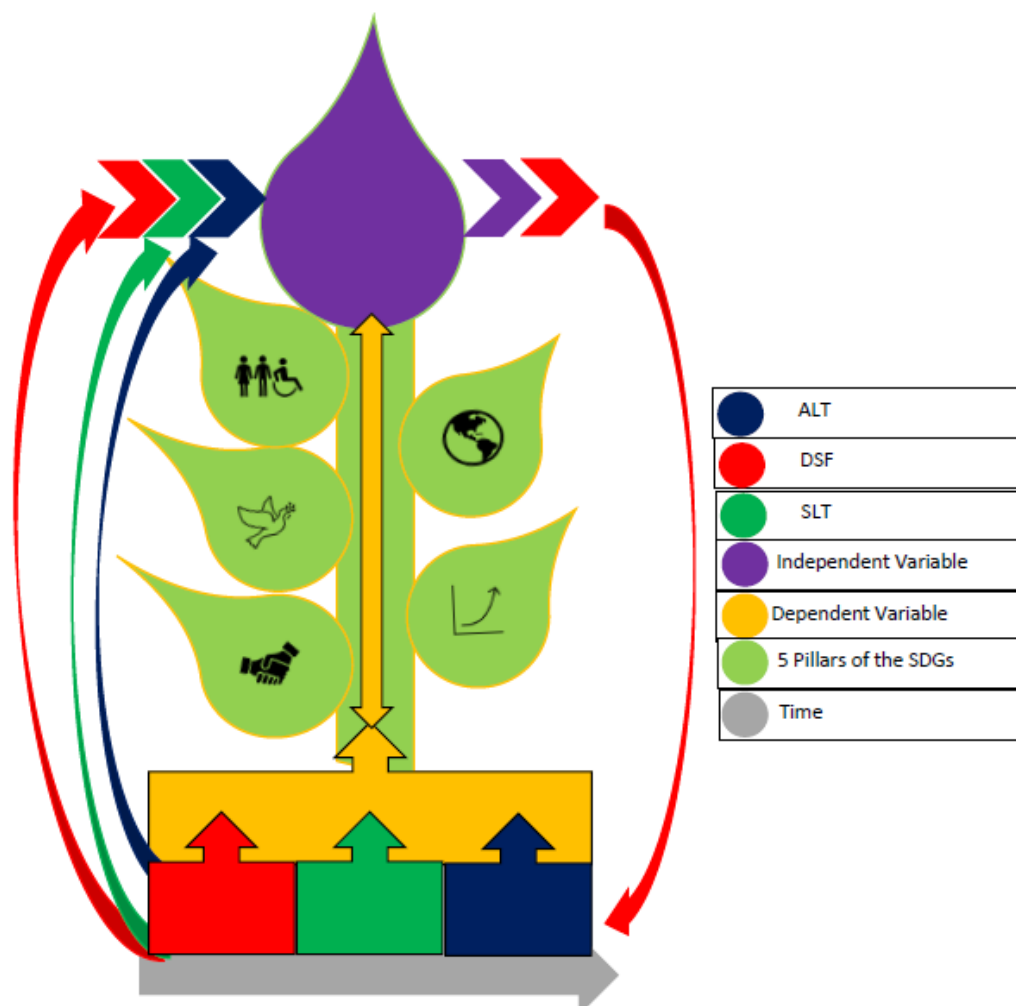 ALT
DSF
SLT
Independent Variable
Dependent Variable
5 Pillars of the SDGs
Time